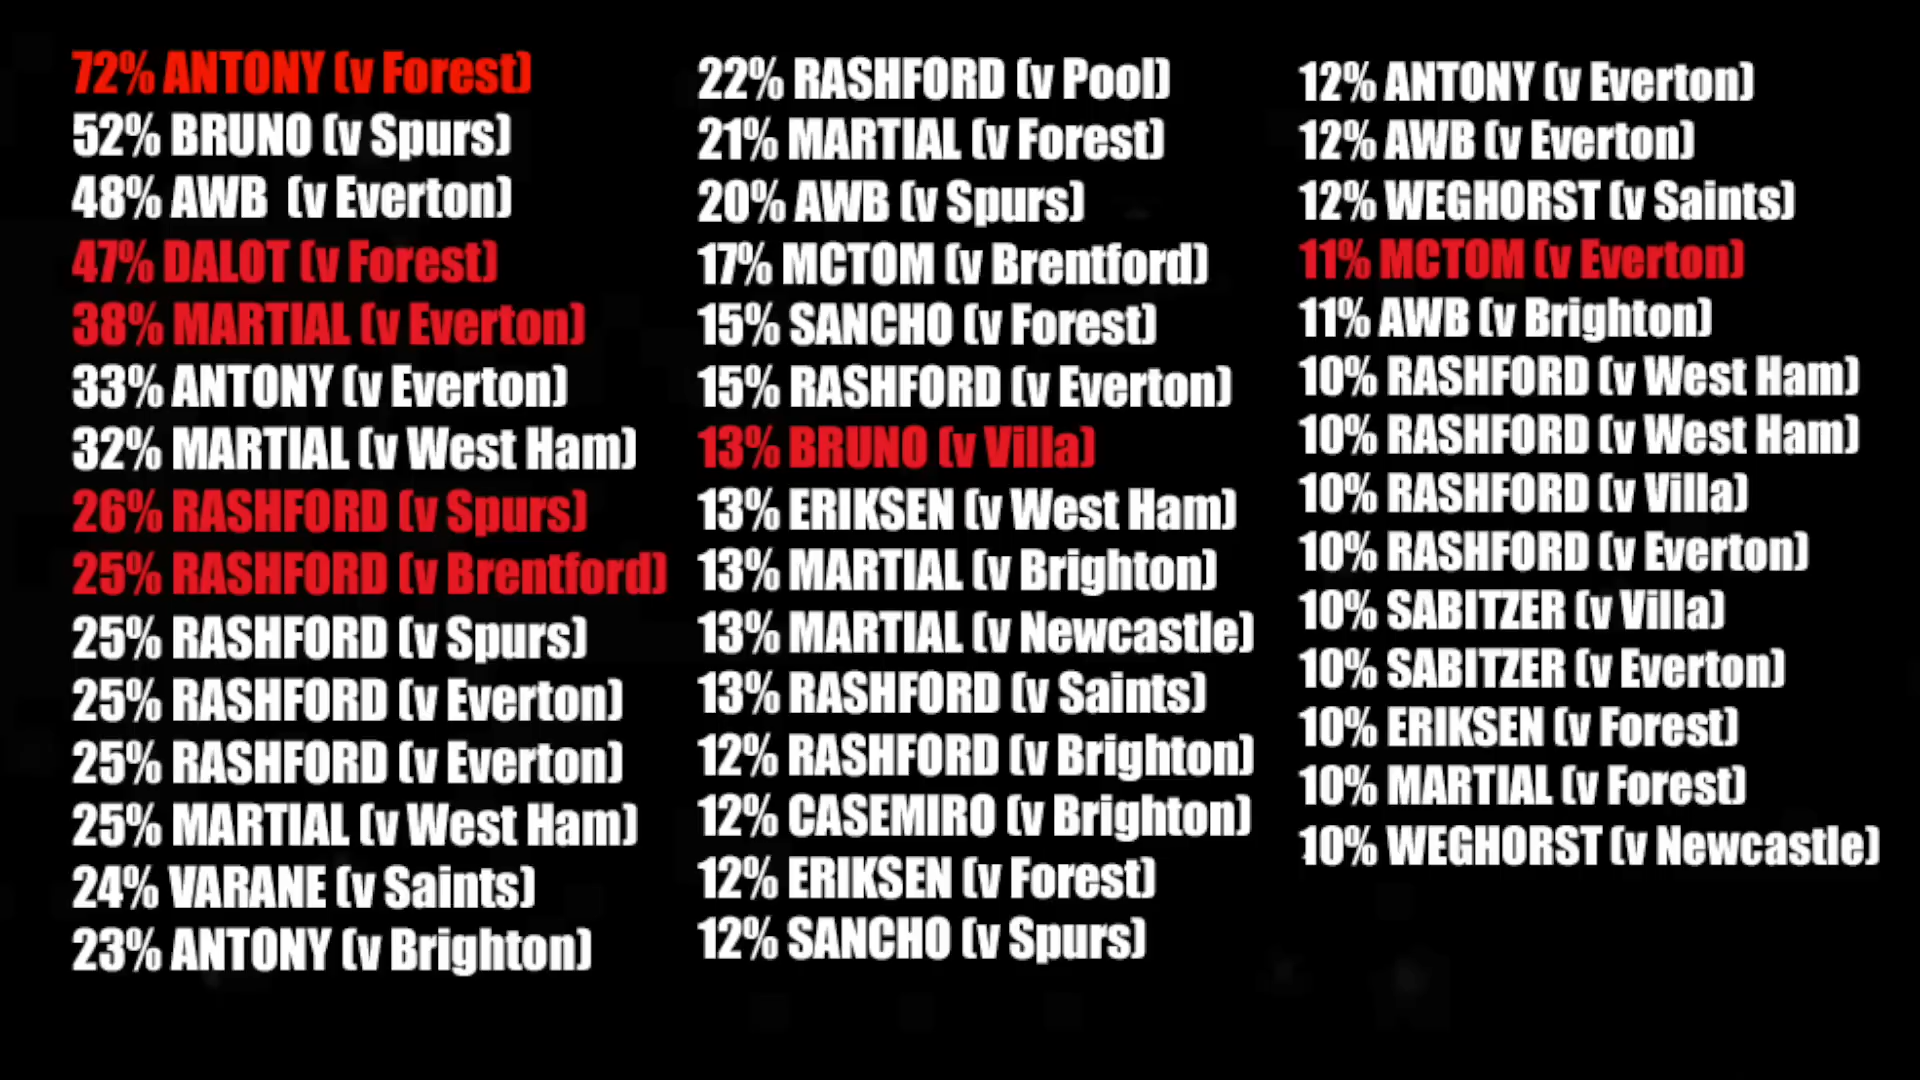 72% ANTONY (v Forest)
52% BRUNO (v Spurs)
48% AWB (v Everton)
47% DALOT (v Forest)
38% MARTIAL (v Everton)
33% ANTONY (v Everton)
32% MARTIAL (v West Ham)
26% RASHFORD (v Spurs)
25% RASHFORD (v Brentford)
25% RASHFORD (v Spurs)
25% RASHFORD (v Everton)
25% RASHFORD (v Everton)
25% MARTIAL (v West Ham)
24% VARANE (v Saints)
23% ANTONY (v Brighton)
22% RASHFORD (v Pool)
21% MARTIAL (v Forest)
20% AWB (v Spurs)
17% MCTOM (v Brentford)
15% SANCHO (v Forest)
15% RASHFORD (v Everton)
13% BRUNO (v Villa)
13% ERIKSEN (v West Ham)
13% MARTIAL (v Brighton)
13% MARTIAL (v Newcastle)
13% RASHFORD (v Saints)
12% RASHFORD (v Brighton)
12% CASEMIRO (v Brighton)
12% ERIKSEN (v Forest)
12% SANCHO (v Spurs)
12% ANTONY (v Everton)
12% AWB (v Everton)
12% WEGHORST (v Saints)
11% MCTOM (v Everton)
11% AWB (v Brighton)
10% RASHFORD (v West Ham)
10% RASHFORD (v West Ham)
10% RASHFORD (v Villa)
10% RASHFORD (v Everton)
10% SABITZER (v Villa)
10% SABITZER (v Everton)
10% ERIKSEN (v Forest)
10% MARTIAL (v Forest)
10% WEGHORST (v Newcastle)